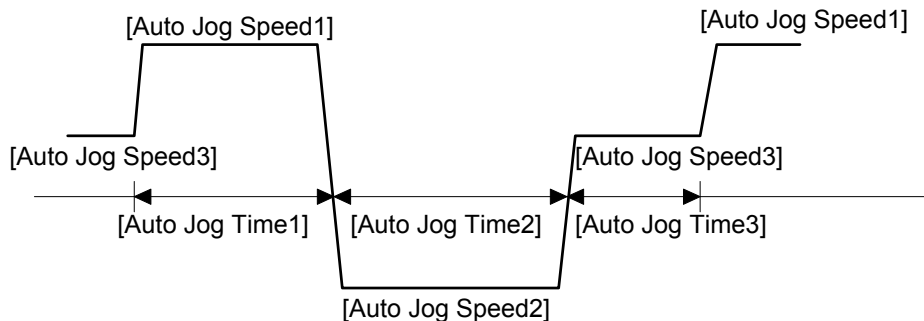 [Auto Jog Speed1]
[Auto Jog Speed1]
[Auto Jog Speed3]
[Auto Jog Speed3]
[Auto Jog Time1]
[Auto Jog Time2]
[Auto Jog Time3]
[Auto Jog Speed2]